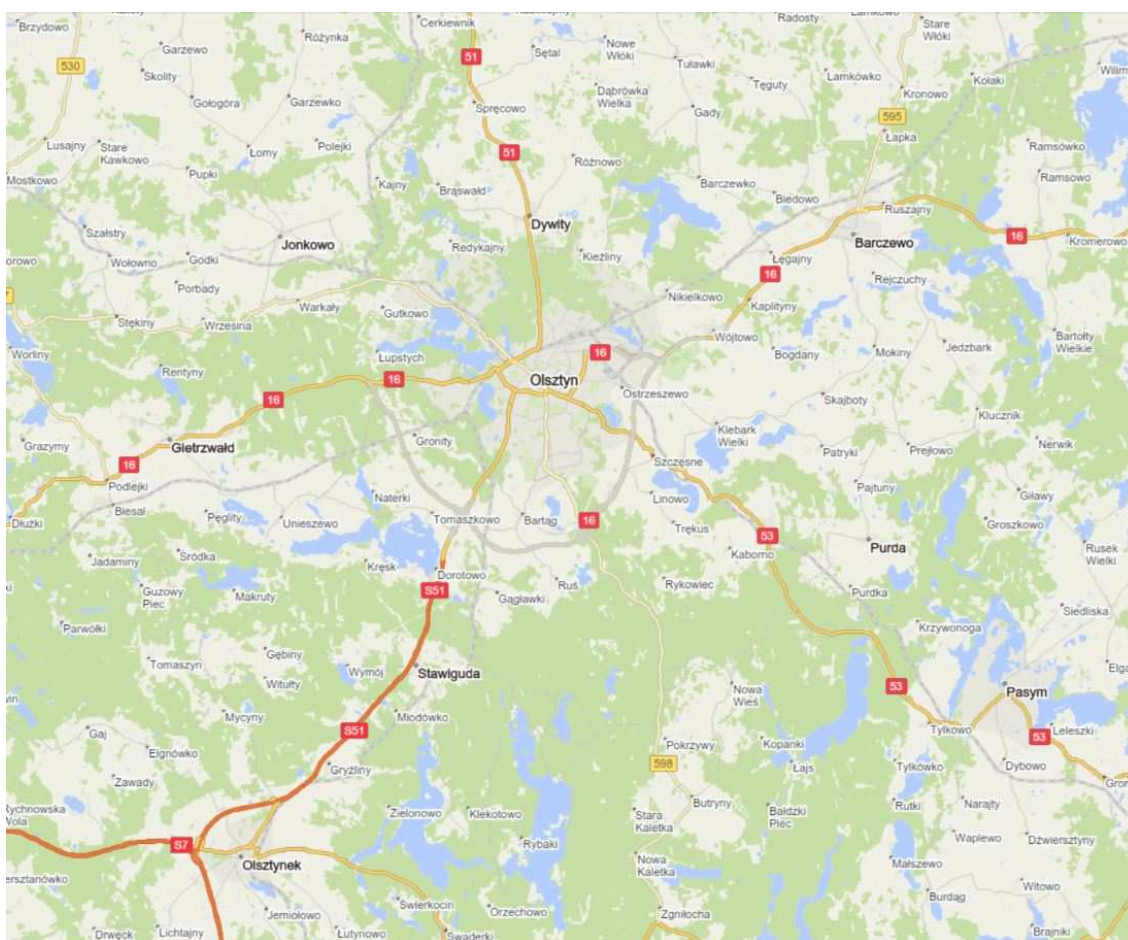 Cerkiewnik
Radosty
Brzydowo
Różynka
Stare
Włóki
Garzewo
Nowe
Włóki
51
Sętal
530
Tuławki
Skolity
Tęguty
Lamkówko
Kołaki
Gołogóra
Garzewko
Dąbrówka
Wielka
Kronowo
Spręcowo
Gady
595
Lusajny
Stare
Kawkowo
Łomy
Polejki
51
Łapka
Ramsówko
Mostkowo
Pupki
Kajny
Brąswałd
Różnowo
Barczewko
Ramsowo
Biedowo
Ruszajny
Szałstry
Jonkowo
Dywity
Barczewo
16
Kromerowo
Redykajny
Kieźliny
Łęgajny
Wołowno
Godki
16
Rejczuchy
Porbady
Nikielkowo
Kaplityny
Warkały
Gutkowo
Stękiny
Wrzesina
Wójtowo
Bartołty
Wielkie
Worliny
Łupstych
16
Bogdany
Mokiny
Jedzbark
Rentyny
16
Olsztyn
16
Ostrzeszewo
Skajboty
Klucznik
Grazymy
Gietrzwałd
Gronity
Klebark
Wielki
Patryki
Prejłowo
Nerwik
16
Szczęsne
Podlejki
Naterki
Linowo
Pajtuny
Giławy
Biesal
Dłużki
Pęglity
Unieszewo
Tomaszkowo
Bartąg
16
Trękus
53
Groszkowo
Jadaminy
Śródka
Kręsk
Dorotowo
Kaborno
Purda
Rusek
Wielki
Guzowy
Piec
Makruty
S51
Gągławki
Ruś
Rykowiec
Purdka
Siedliska
Parwółki
Krzywonoga
Tomaszyn
Gębiny
Wymój
Stawiguda
53
Pasym
Witułty
Nowa
Wieś
Mycyny
Miodówko
Gaj
S51
Pokrzywy
Kopanki
Tylkowo
53
Leleszki
Elgnówko
Gryźliny
598
Łajs
Tylkówko
Dybowo
Zawady
Rychnowska
Wola
Zielonowo
Klekotowo
Butryny
Stara
Kaletka
Bałdzki
Piec
Rutki
Narajty
S7
Olsztynek
Rybaki
Waplewo
Dźwiersztyny
Nowa
Kaletka
Małszewo
Witowo
Świerkocin
Orzechowo
Burdąg
Jemiołowo
Zgniłocha
Drwęck
Lichtajny
Łutynowo
Swaderki
Brajniki